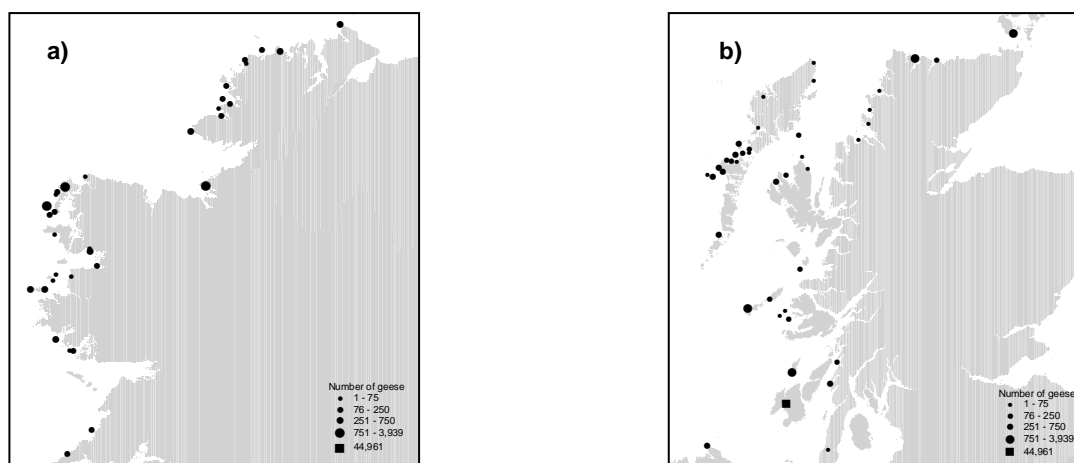 a)
Number of geese
1 - 75
76 - 250
251 - 750
751 - 3,939
44,961
b)
Number of geese
1 - 75
76 - 250
251 - 750
751 - 3,939
44,961